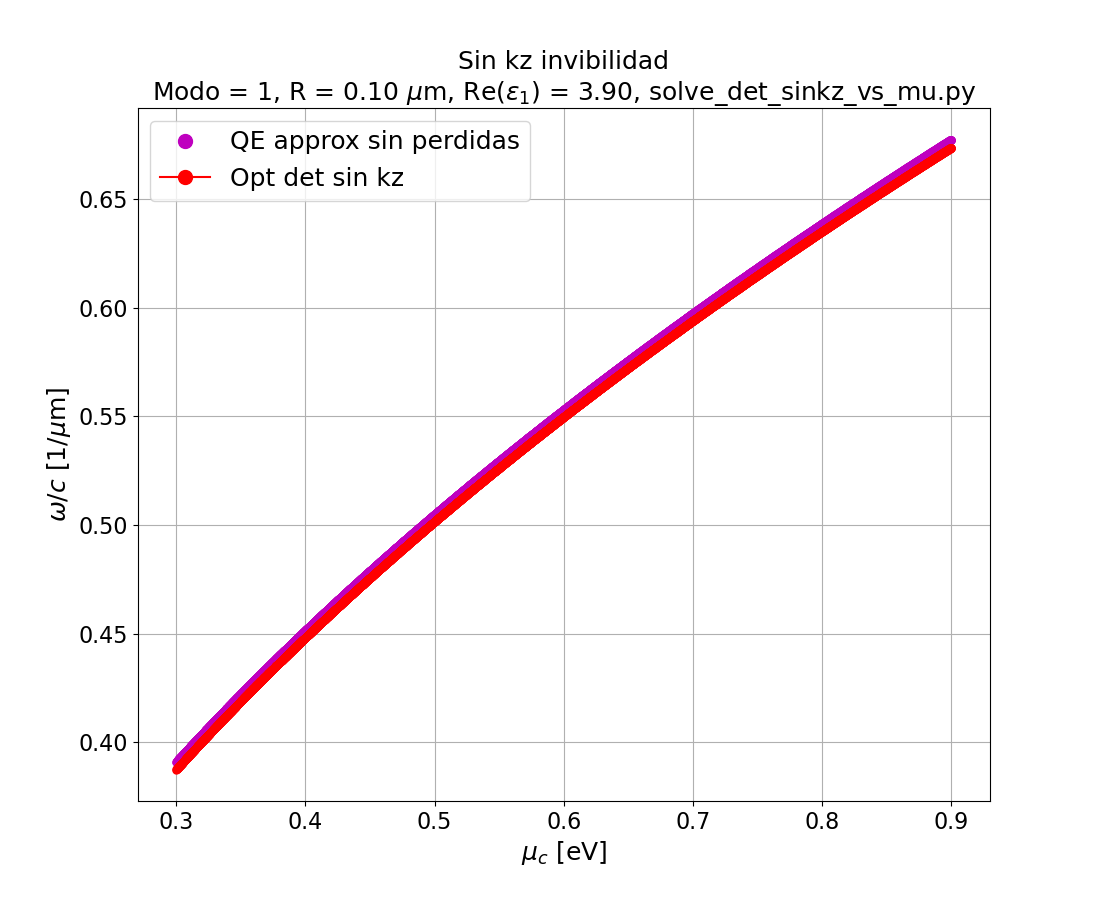 Sin kz invibilidad
Modo = 1, R = 0.10 μm, Re(ε₁) = 3.90, solve_det_sinkz_vs_mu.py
QE approx sin perdidas
Opt det sin kz
0.65
0.60
0.55
0.50
0.45
0.40
ω/c [1/μm]
0.3 0.4 0.5 0.6 0.7 0.8 0.9
μ_c [eV]